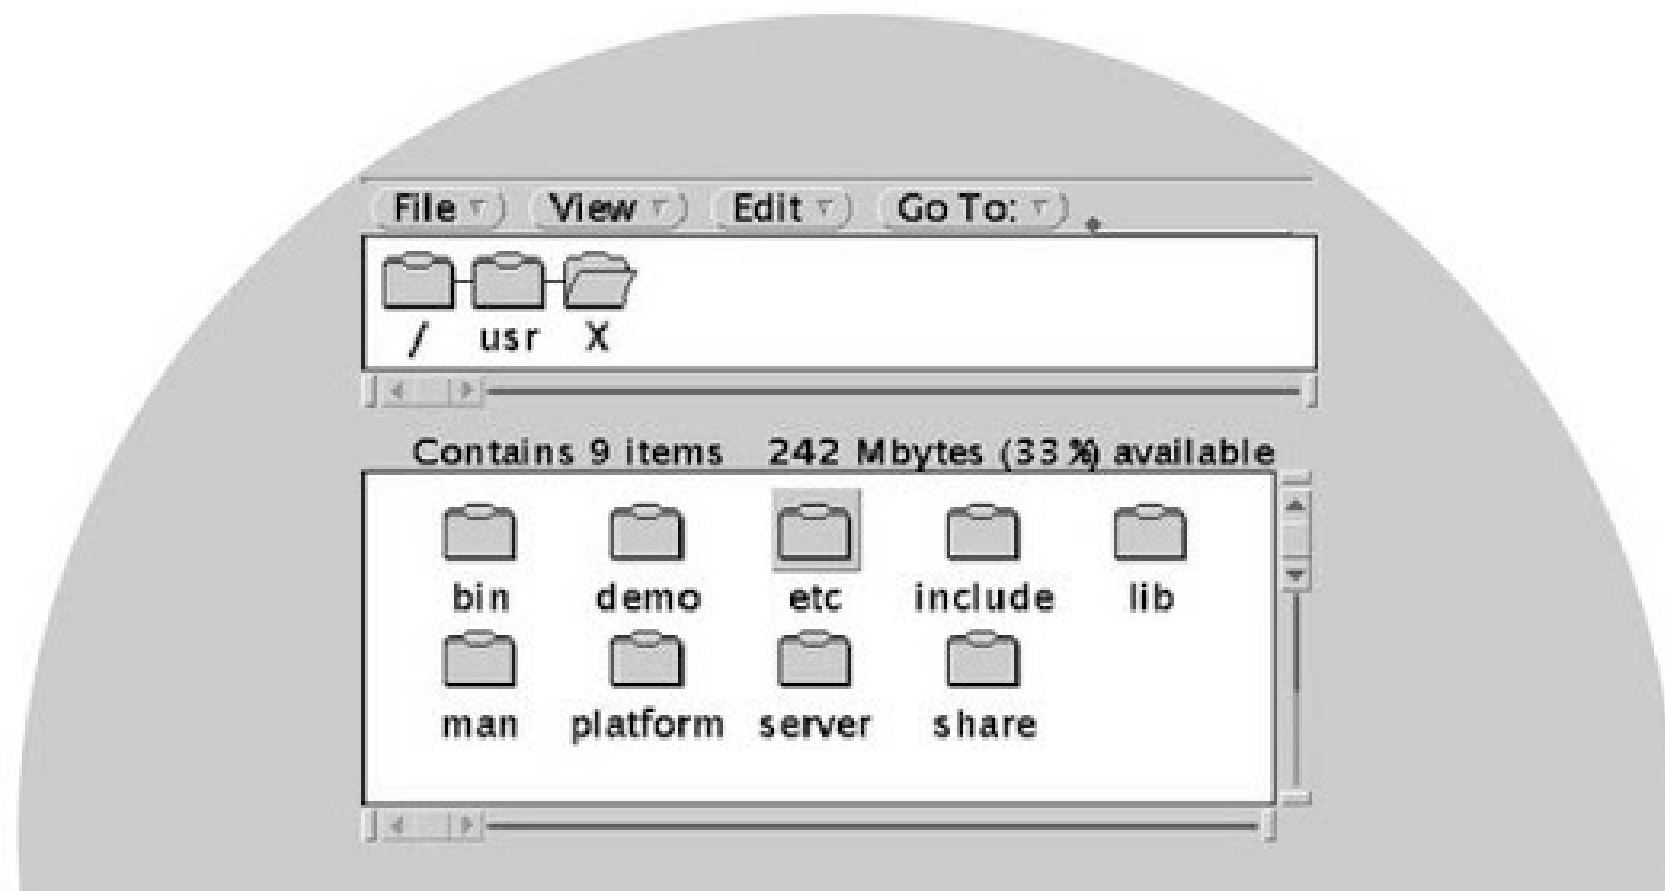 File View Edit Go To:
/ usr X
Contains 9 items 242 Mbytes (33%) available
bin demo etc include lib
man platform server share